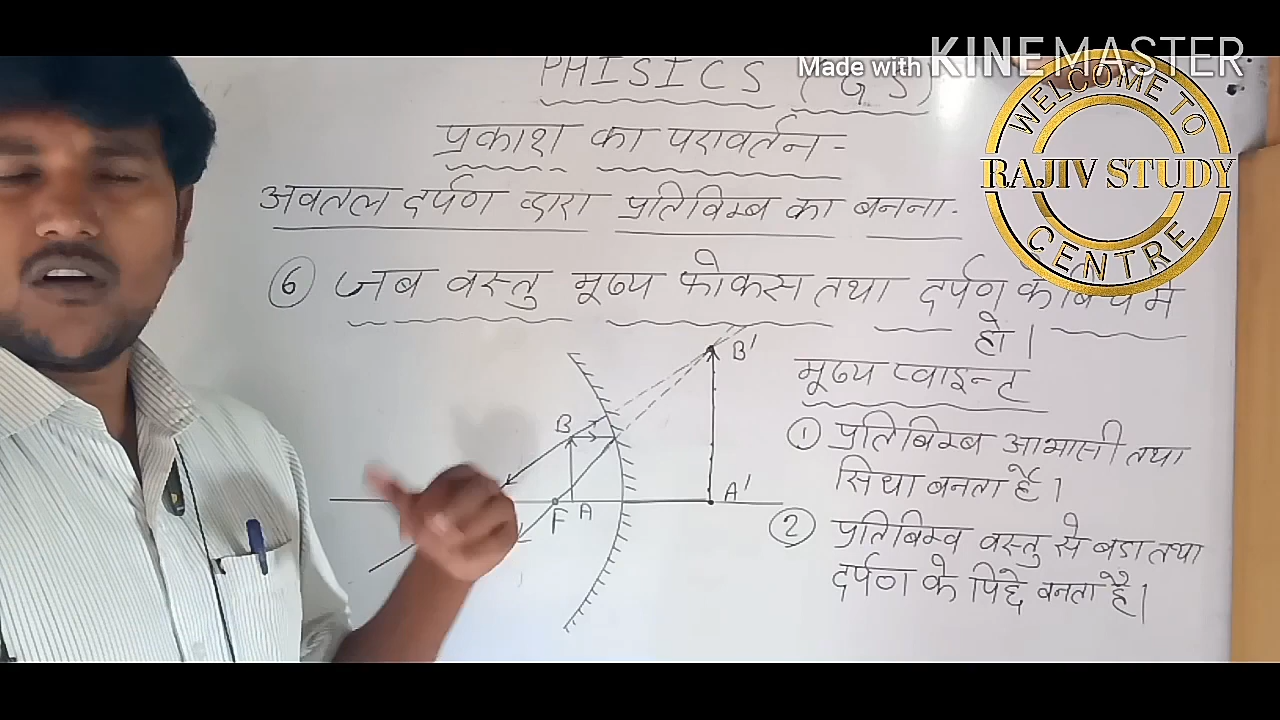 Made with KINEMASTER
PHISICS (G S)
WELCOME TO
RAJIV STUDY
CENTRE
प्रकाश का परावर्तन -
अवतल दर्पण द्वारा प्रतिबिम्ब का बनना -
6 जब वस्तु मूख्य फोकस तथा दर्पण के बिच मे
हो।
मूख्य प्वाइन्ट
1 प्रतिबिम्ब आभासी तथा
सिधा बनता है।
2 प्रतिबिम्व वस्तु से बडा तथा
दर्पण के पिछे बनता है।
B'
B
F A
A'